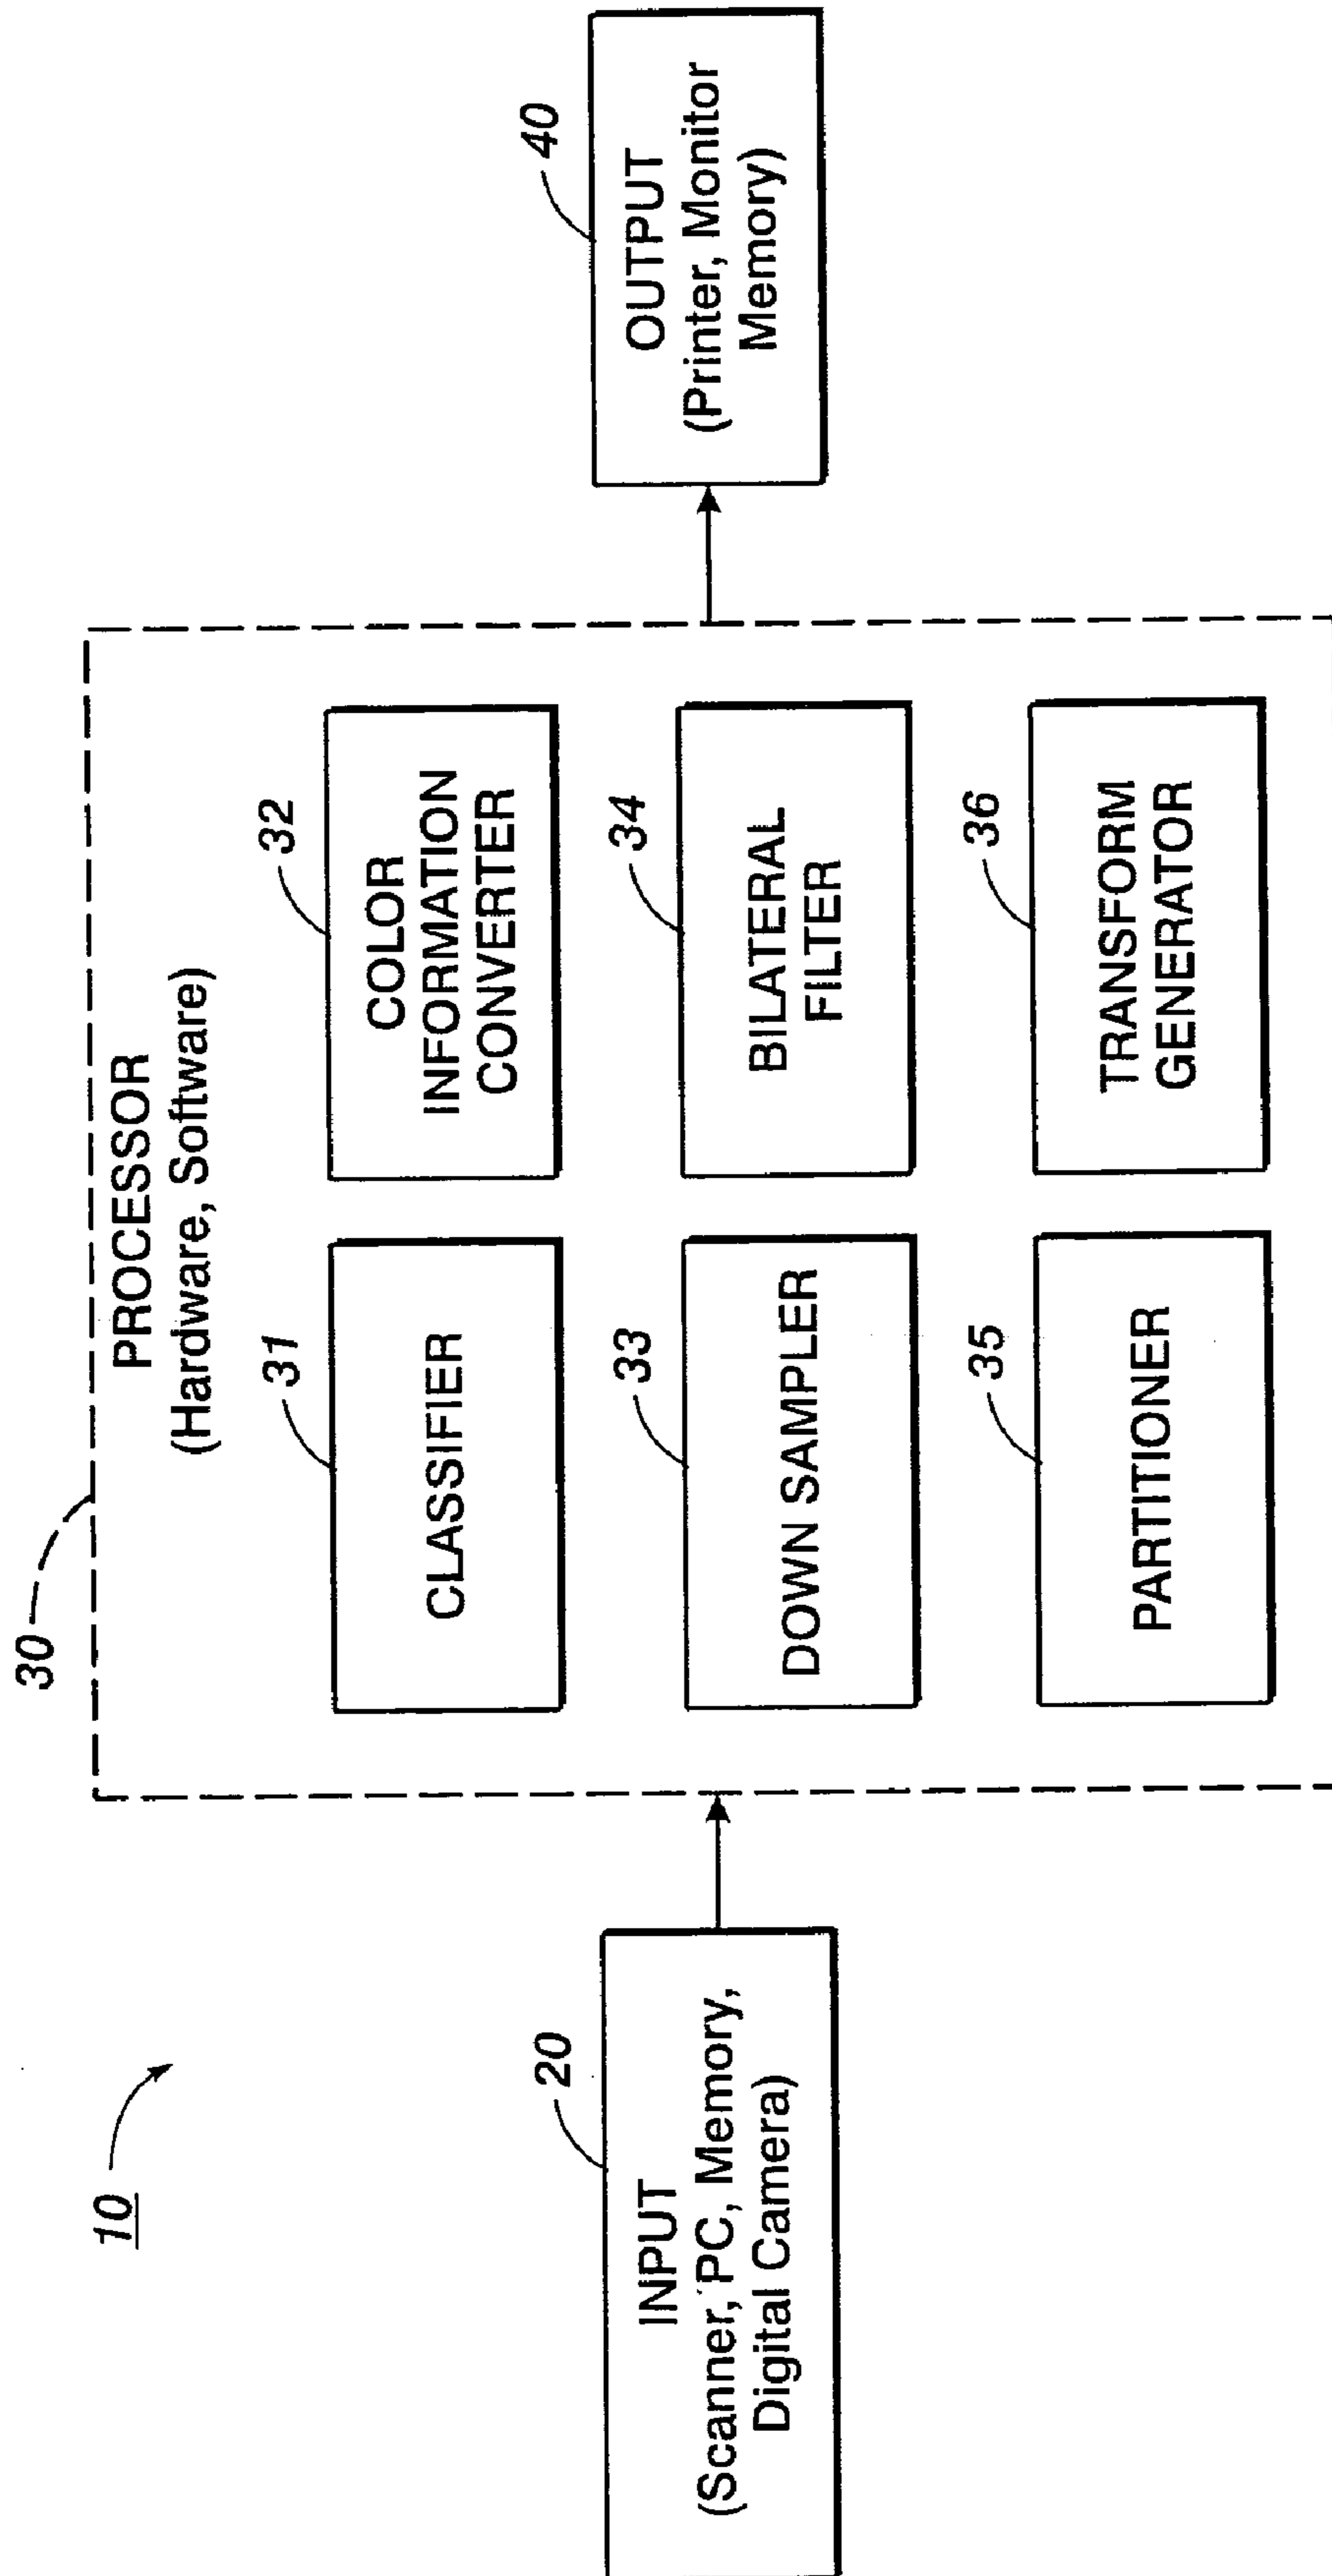 10
20
INPUT
(Scanner, PC, Memory,
Digital Camera)
30
PROCESSOR
(Hardware, Software)
31
CLASSIFIER
32
COLOR
INFORMATION
CONVERTER
33
DOWN SAMPLER
34
BILATERAL
FILTER
35
PARTITIONER
36
TRANSFORM
GENERATOR
40
OUTPUT
(Printer, Monitor
Memory)